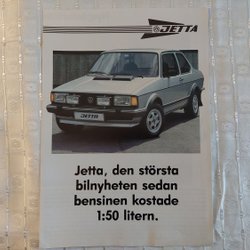 JETTA
JETTA
Jetta, den största
bilnyheten sedan
bensinen kostade
1:50 litern.